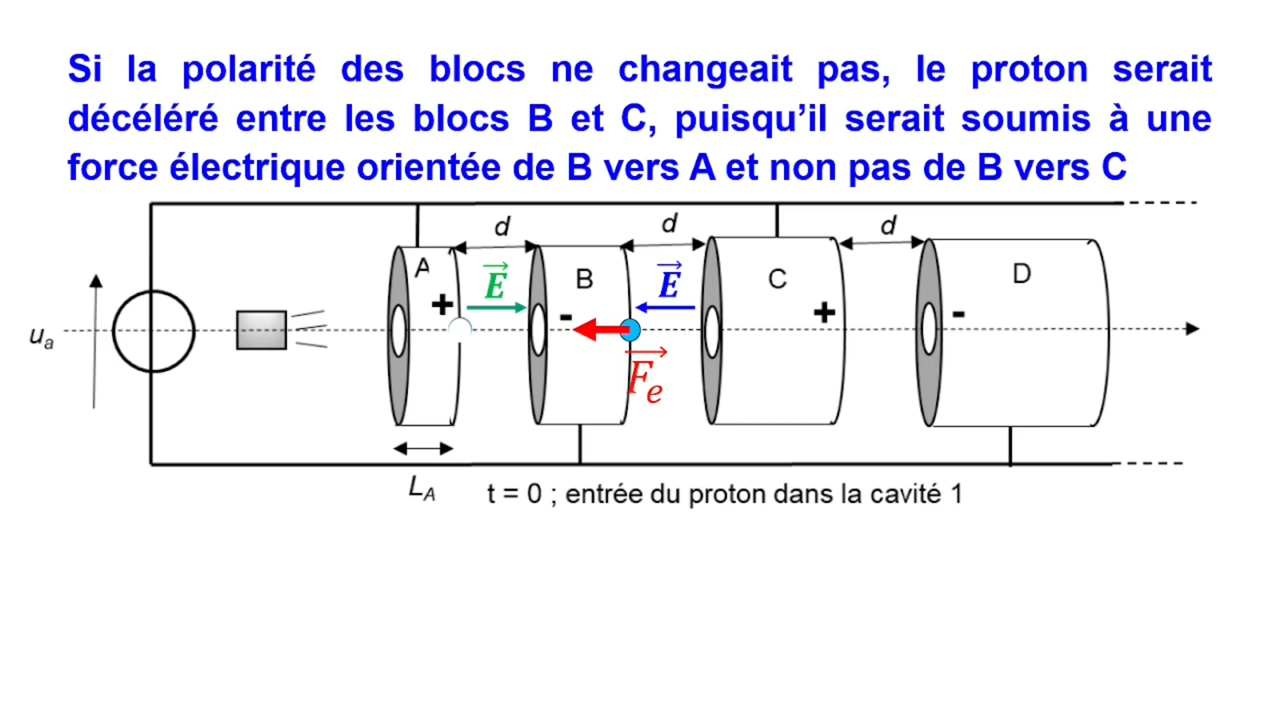 Si la polarité des blocs ne changeait pas, le proton serait
décéléré entre les blocs B et C, puisqu’il serait soumis à une
force électrique orientée de B vers A et non pas de B vers C
d d d
A B C D
E⃗ E⃗
+ - + -
uₐ
F⃗ₑ
L_A t = 0 ; entrée du proton dans la cavité 1